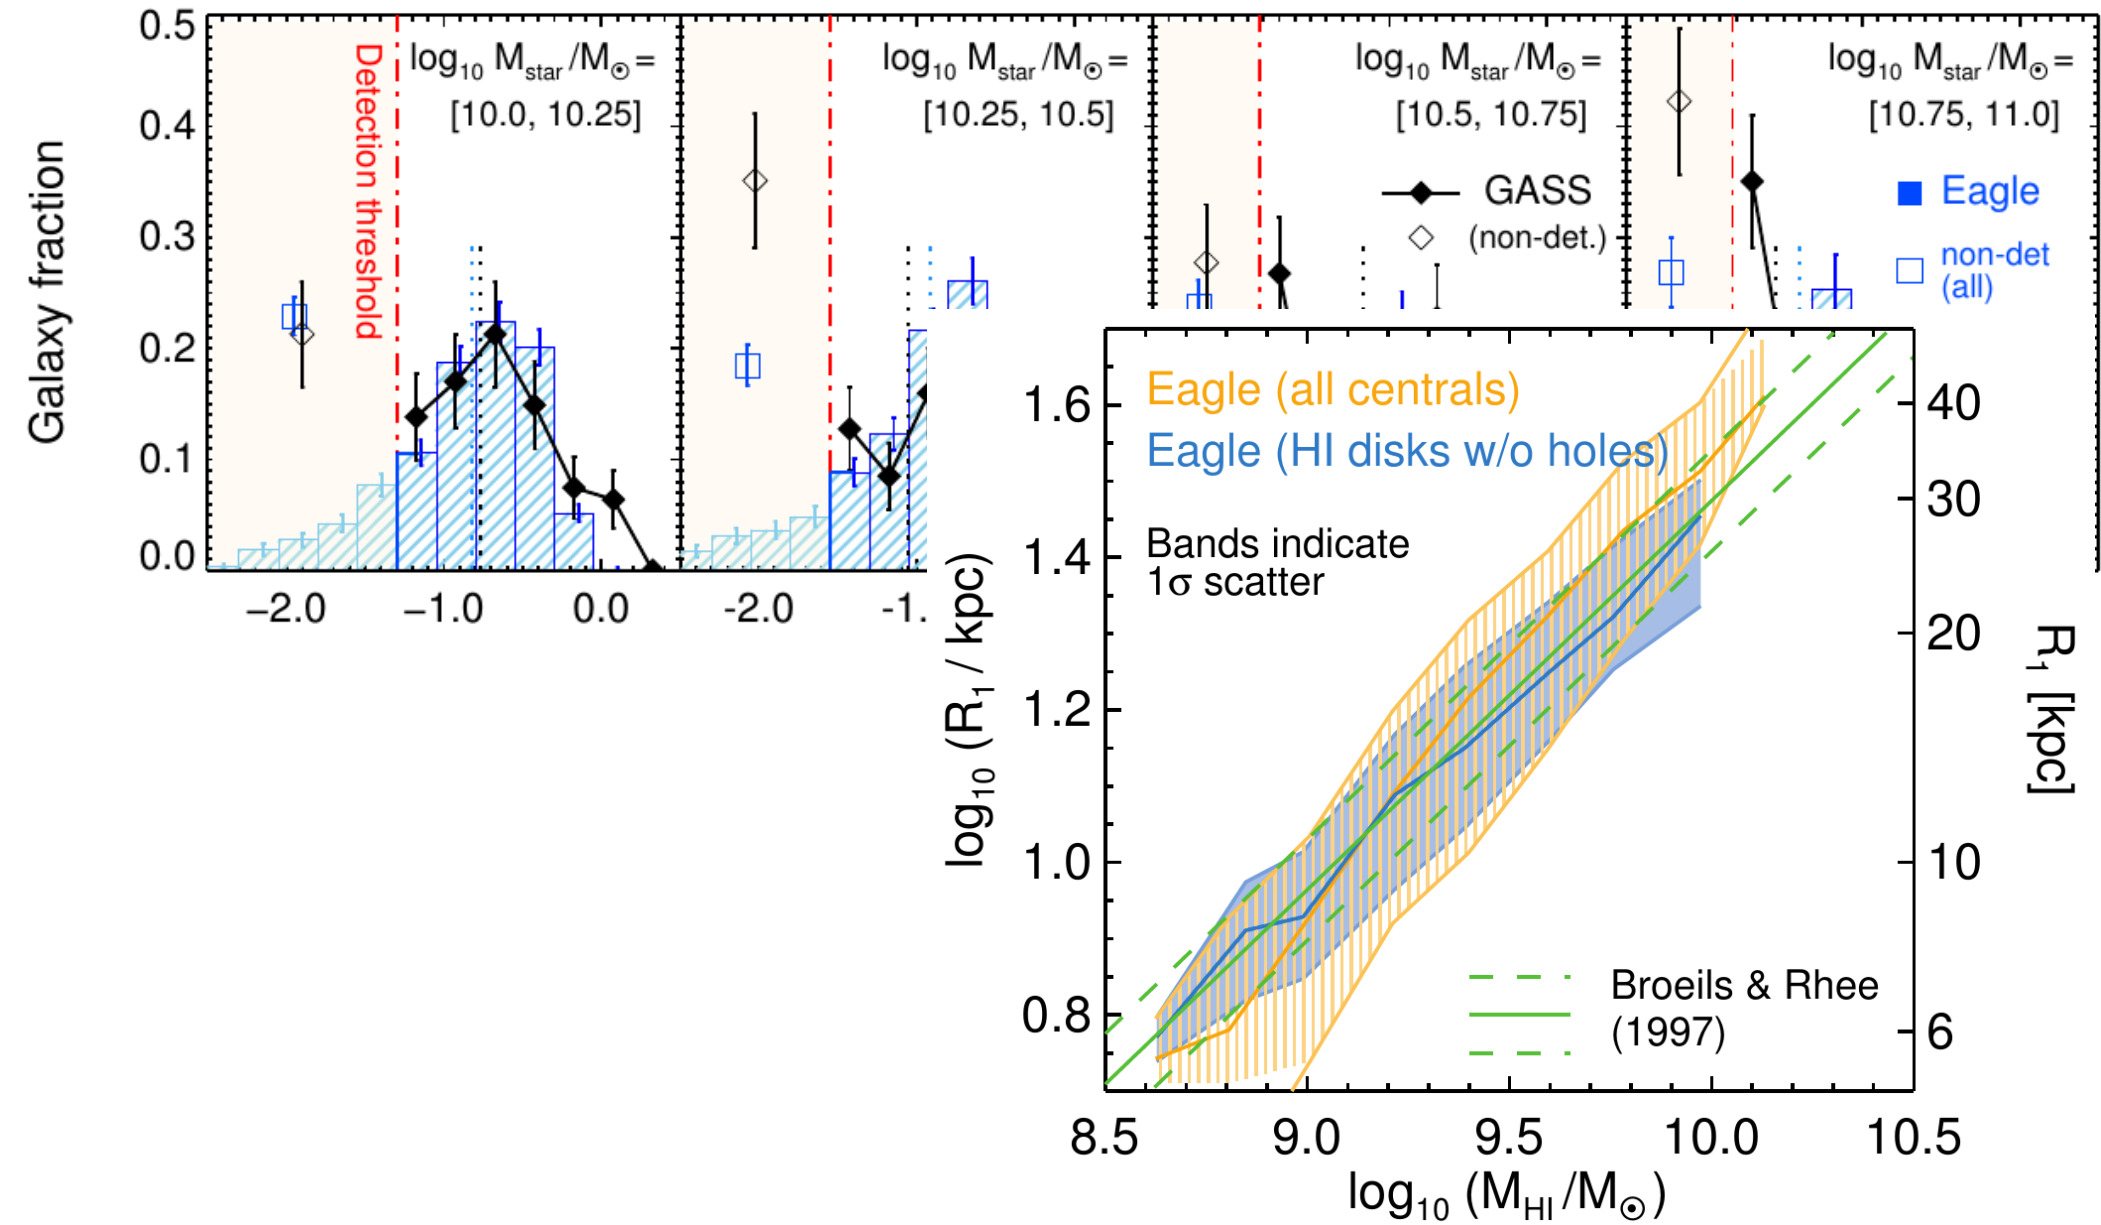 0.5
0.4
0.3
0.2
0.1
0.0
Galaxy fraction
Detection threshold
log10 Mstar/M⊙=
[10.0, 10.25]
log10 Mstar/M⊙=
[10.25, 10.5]
log10 Mstar/M⊙=
[10.5, 10.75]
GASS
(non-det.)
log10 Mstar/M⊙=
[10.75, 11.0]
Eagle
non-det
(all)
−2.0 −1.0 0.0 -2.0 -1.
Eagle (all centrals)
Eagle (HI disks w/o holes)
Bands indicate
1σ scatter
Broeils & Rhee
(1997)
log10 (R1 / kpc)
1.6
1.4
1.2
1.0
0.8
40
30
20
10
6
R1 [kpc]
8.5 9.0 9.5 10.0 10.5
log10 (MHI/M⊙)